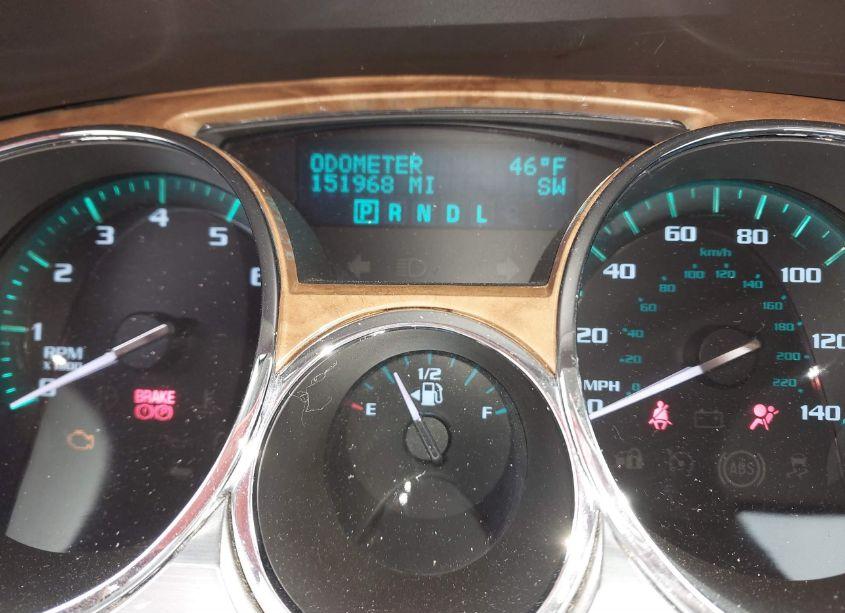 ODOMETER 46°F
151968 MI SW
P R N D L
0 1 2 3 4 5 6
RPM
x 1000
BRAKE
E 1/2 F
0 20 40 60 80 100 120 140
km/h
0 20 40 60 80 100 120 140 160 180 200 220
MPH
ABS